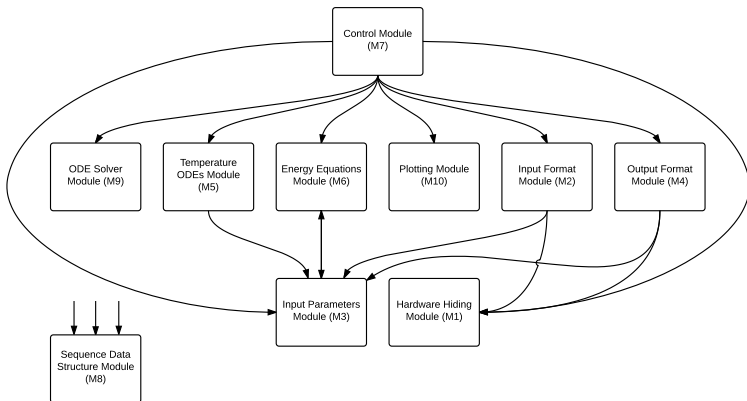 Control Module
(M7)
ODE Solver
Module (M9)
Temperature
ODEs Module
(M5)
Energy Equations
Module (M6)
Plotting Module
(M10)
Input Format
Module (M2)
Output Format
Module (M4)
Input Parameters
Module (M3)
Hardware Hiding
Module (M1)
Sequence Data
Structure Module
(M8)